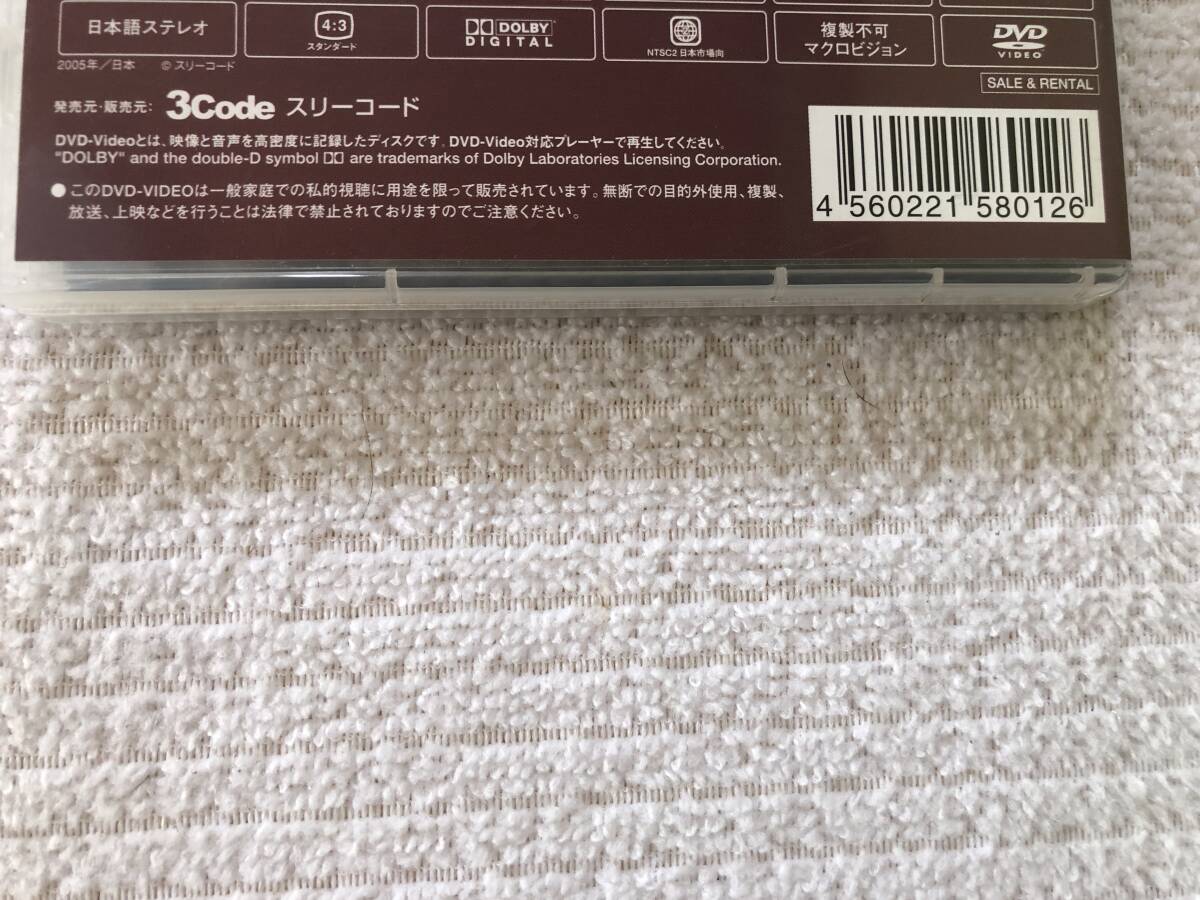 日本語ステレオ
4:3
スタンダード
DOLBY
DIGITAL
NTSC2 日本市場向
複製不可
マクロビジョン
DVD
VIDEO
2005年/日本 © スリーコード
SALE & RENTAL
発売元・販売元: 3Code スリーコード
DVD-Videoとは、映像と音声を高密度に記録したディスクです。DVD-Video対応プレーヤーで再生してください。
"DOLBY" and the double-D symbol are trademarks of Dolby Laboratories Licensing Corporation.
●このDVD-VIDEOは一般家庭での私的視聴に用途を限って販売されています。無断での目的外使用、複製、
放送、上映などを行うことは法律で禁止されておりますのでご注意ください。
4 560221 580126